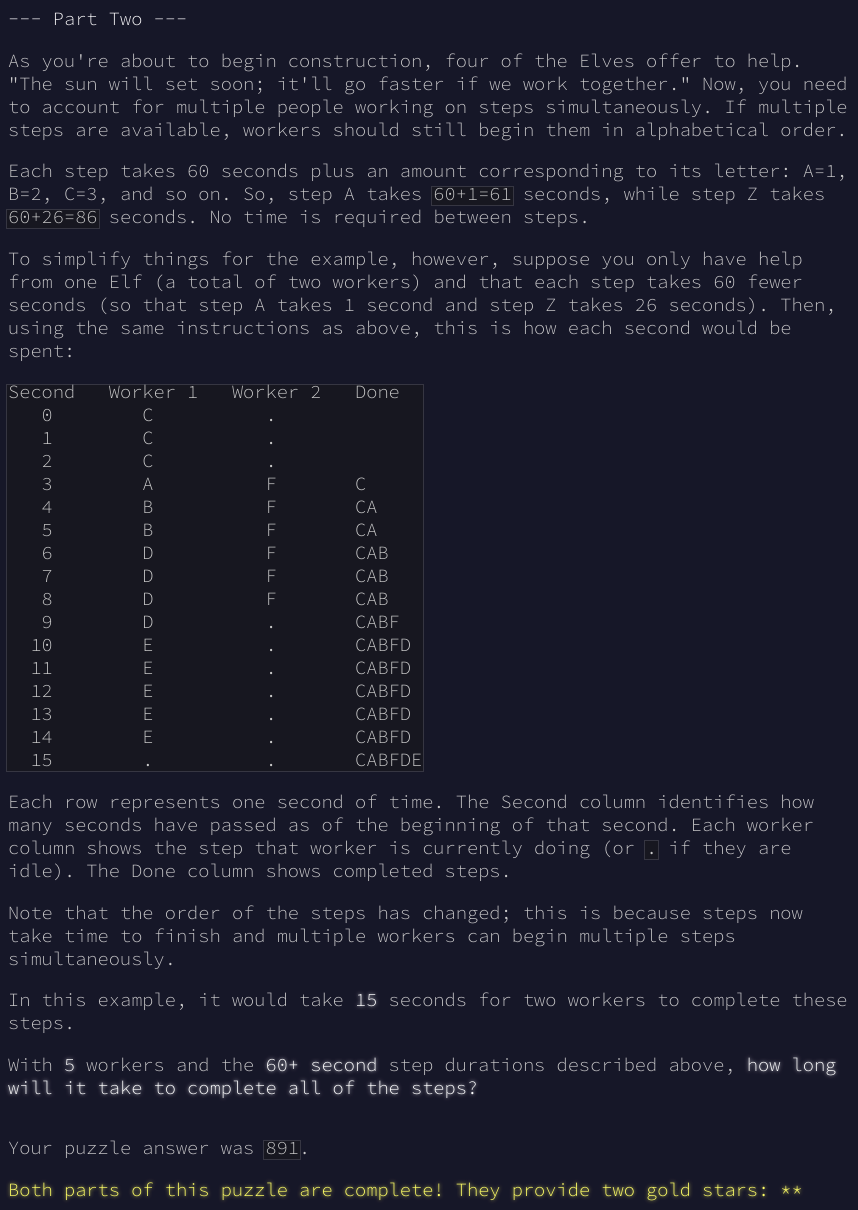 --- Part Two ---
As you're about to begin construction, four of the Elves offer to help.
"The sun will set soon; it'll go faster if we work together." Now, you need
to account for multiple people working on steps simultaneously. If multiple
steps are available, workers should still begin them in alphabetical order.
Each step takes 60 seconds plus an amount corresponding to its letter: A=1,
B=2, C=3, and so on. So, step A takes 60+1=61 seconds, while step Z takes
60+26=86 seconds. No time is required between steps.
To simplify things for the example, however, suppose you only have help
from one Elf (a total of two workers) and that each step takes 60 fewer
seconds (so that step A takes 1 second and step Z takes 26 seconds). Then,
using the same instructions as above, this is how each second would be
spent:
Second   Worker 1   Worker 2   Done
   0        C          .
   1        C          .
   2        C          .
   3        A          F       C
   4        B          F       CA
   5        B          F       CA
   6        D          F       CAB
   7        D          F       CAB
   8        D          F       CAB
   9        D          .       CABF
  10        E          .       CABFD
  11        E          .       CABFD
  12        E          .       CABFD
  13        E          .       CABFD
  14        E          .       CABFD
  15        .          .       CABFDE
Each row represents one second of time. The Second column identifies how
many seconds have passed as of the beginning of that second. Each worker
column shows the step that worker is currently doing (or . if they are
idle). The Done column shows completed steps.
Note that the order of the steps has changed; this is because steps now
take time to finish and multiple workers can begin multiple steps
simultaneously.
In this example, it would take 15 seconds for two workers to complete these
steps.
With 5 workers and the 60+ second step durations described above, how long
will it take to complete all of the steps?
Your puzzle answer was 891.
Both parts of this puzzle are complete! They provide two gold stars: **